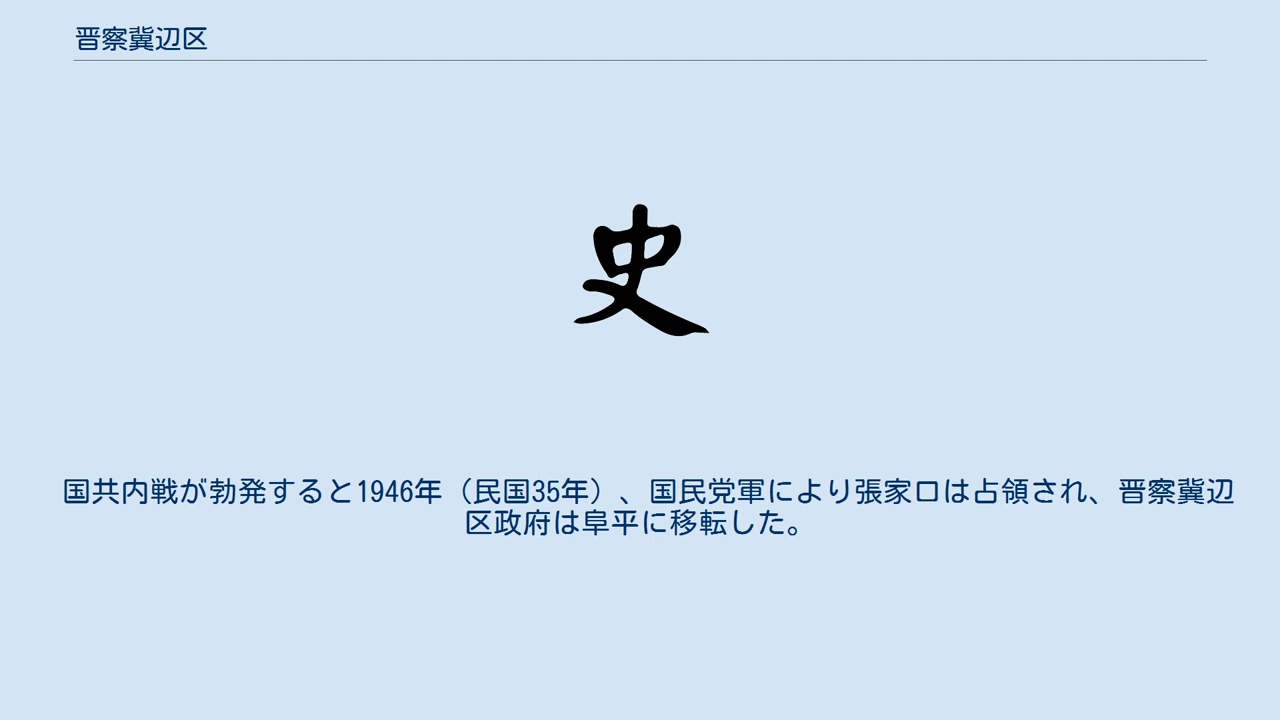 晋察冀辺区
史
国共内戦が勃発すると1946年（民国35年）、国民党軍により張家口は占領され、晋察冀辺
区政府は阜平に移転した。